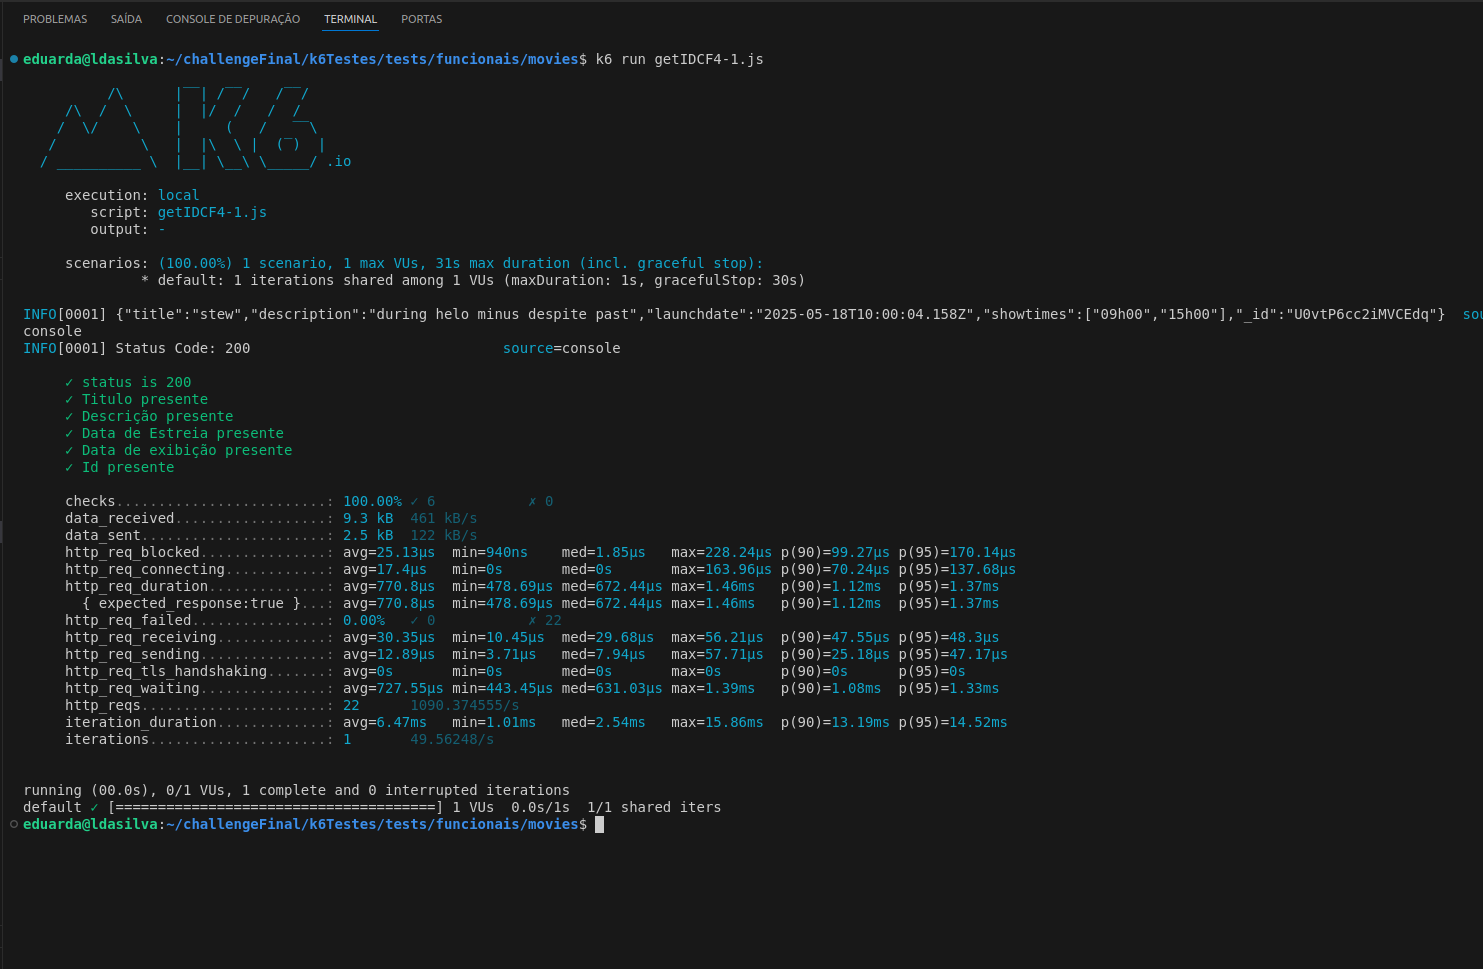 PROBLEMAS SAÍDA CONSOLE DE DEPURAÇÃO TERMINAL PORTAS
eduarda@ldasilva:~/challengeFinal/k6Testes/tests/funcionais/movies$ k6 run getIDCF4-1.js
/\ |‾‾| /‾‾/ /‾‾/
/\ / \ | |/ / / /
/ \/ \ | ( / ‾‾\
/ \ | |\ \ | (‾) |
/ __________ \ |__| \__\ \_____/ .io
execution: local
script: getIDCF4-1.js
output: -
scenarios: (100.00%) 1 scenario, 1 max VUs, 31s max duration (incl. graceful stop):
* default: 1 iterations shared among 1 VUs (maxDuration: 1s, gracefulStop: 30s)
INFO[0001] {"title":"stew","description":"during helo minus despite past","launchdate":"2025-05-18T10:00:04.158Z","showtimes":["09h00","15h00"],"_id":"U0vtP6cc2iMVCEdq"} sou
console
INFO[0001] Status Code: 200 source=console
✓ status is 200
✓ Titulo presente
✓ Descrição presente
✓ Data de Estreia presente
✓ Data de exibição presente
✓ Id presente
checks.........................: 100.00% ✓ 6 ✗ 0
data_received..................: 9.3 kB 461 kB/s
data_sent......................: 2.5 kB 122 kB/s
http_req_blocked...............: avg=25.13µs min=940ns med=1.85µs max=228.24µs p(90)=99.27µs p(95)=170.14µs
http_req_connecting............: avg=17.4µs min=0s med=0s max=163.96µs p(90)=70.24µs p(95)=137.68µs
http_req_duration..............: avg=770.8µs min=478.69µs med=672.44µs max=1.46ms p(90)=1.12ms p(95)=1.37ms
{ expected_response:true }...: avg=770.8µs min=478.69µs med=672.44µs max=1.46ms p(90)=1.12ms p(95)=1.37ms
http_req_failed................: 0.00% ✓ 0 ✗ 22
http_req_receiving.............: avg=30.35µs min=10.45µs med=29.68µs max=56.21µs p(90)=47.55µs p(95)=48.3µs
http_req_sending...............: avg=12.89µs min=3.71µs med=7.94µs max=57.71µs p(90)=25.18µs p(95)=47.17µs
http_req_tls_handshaking.......: avg=0s min=0s med=0s max=0s p(90)=0s p(95)=0s
http_req_waiting...............: avg=727.55µs min=443.45µs med=631.03µs max=1.39ms p(90)=1.08ms p(95)=1.33ms
http_reqs......................: 22 1090.374555/s
iteration_duration.............: avg=6.47ms min=1.01ms med=2.54ms max=15.86ms p(90)=13.19ms p(95)=14.52ms
iterations.....................: 1 49.56248/s
running (00.0s), 0/1 VUs, 1 complete and 0 interrupted iterations
default ✓ [======================================] 1 VUs 0.0s/1s 1/1 shared iters
eduarda@ldasilva:~/challengeFinal/k6Testes/tests/funcionais/movies$